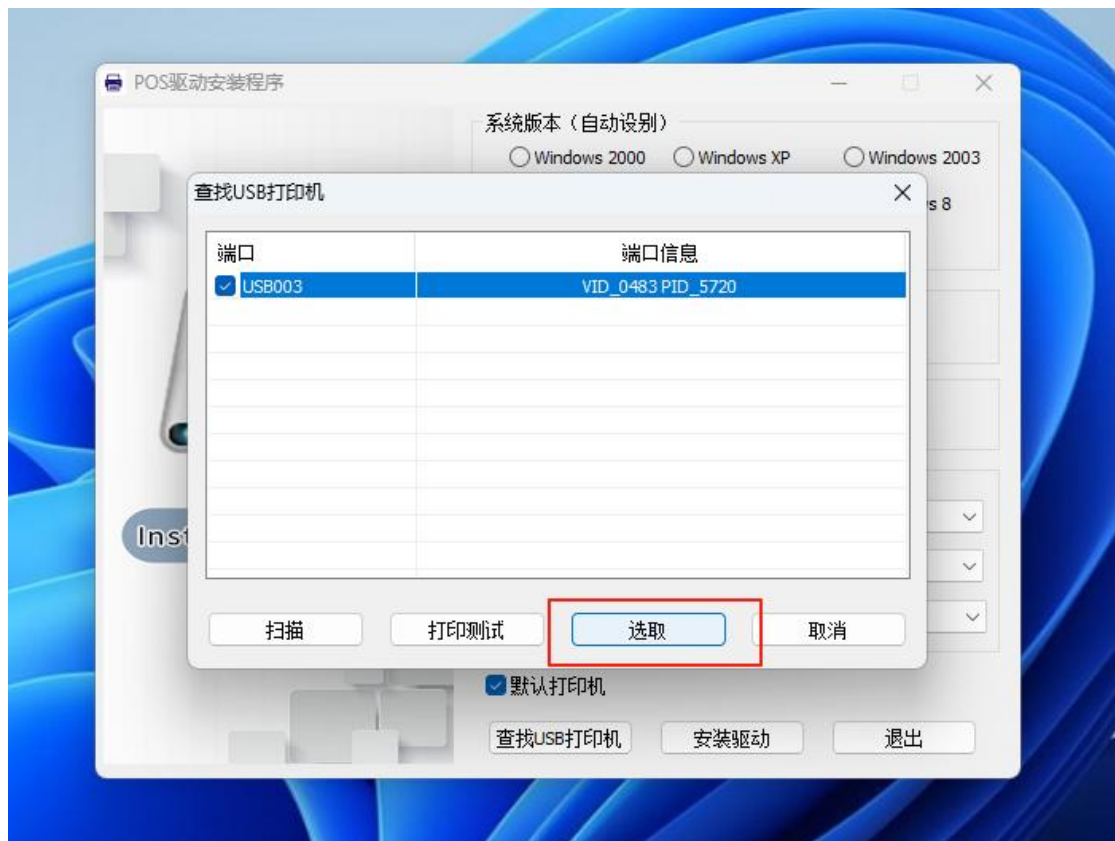 POS驱动安装程序
系统版本（自动设别）
Windows 2000 Windows XP Windows 2003
查找USB打印机
s 8
端口 端口信息
USB003 VID_0483 PID_5720
Inst
扫描 打印测试 选取 取消
默认打印机
查找USB打印机 安装驱动 退出